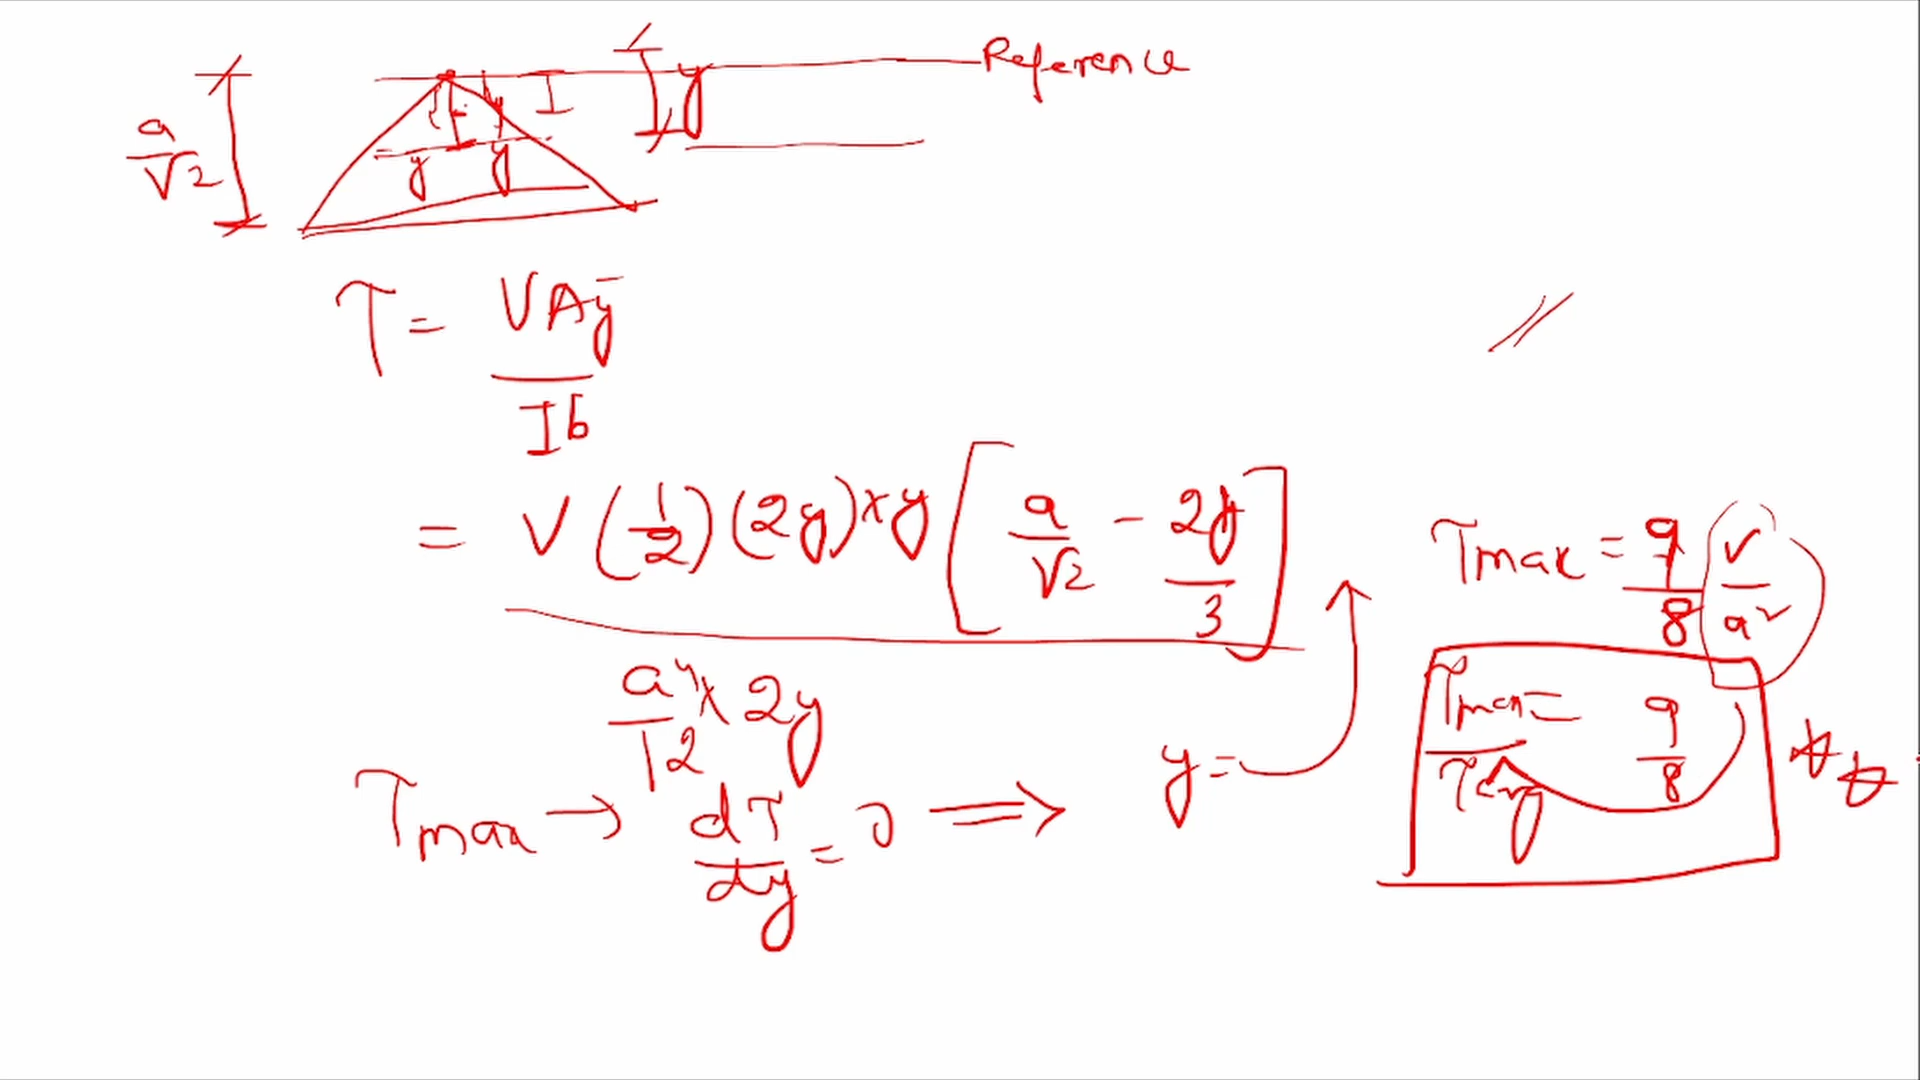 Reference
y
a/√2
y y
τ = VAȳ/Ib
= V (1/2) (2y) × y [a/√2 - 2y/3]
a⁴/12 × 2y
τmax → dτ/dy = 0 ⟹ y =
τmax = 9/8 V/a²
τmax/τavg = 9/8